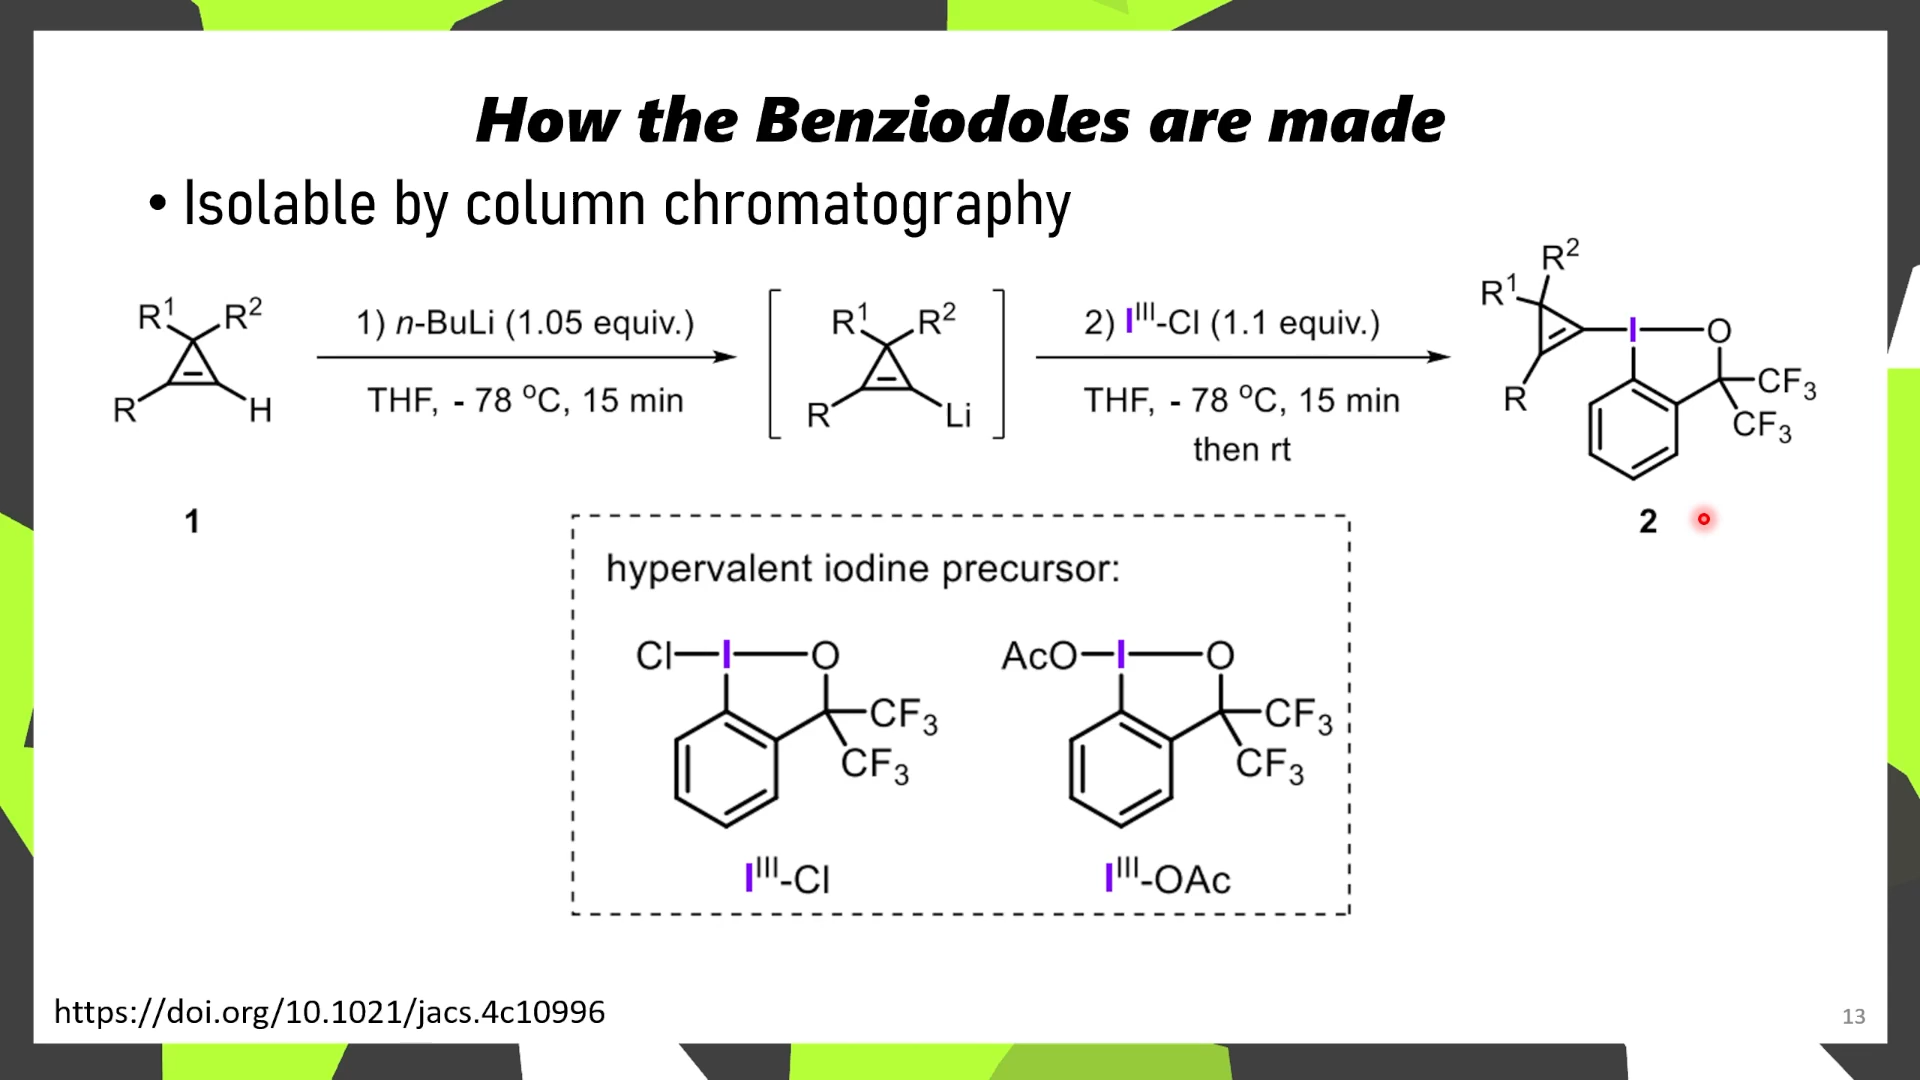 How the Benziodoles are made
• Isolable by column chromatography
R¹ R²
R H
1
1) n-BuLi (1.05 equiv.)
THF, - 78 °C, 15 min
R¹ R²
R Li
2) Iᴵᴵᴵ-Cl (1.1 equiv.)
THF, - 78 °C, 15 min
then rt
R²
R¹
I O
CF₃
R
CF₃
2
hypervalent iodine precursor:
Cl I O
CF₃
CF₃
Iᴵᴵᴵ-Cl
AcO I O
CF₃
CF₃
Iᴵᴵᴵ-OAc
https://doi.org/10.1021/jacs.4c10996
13